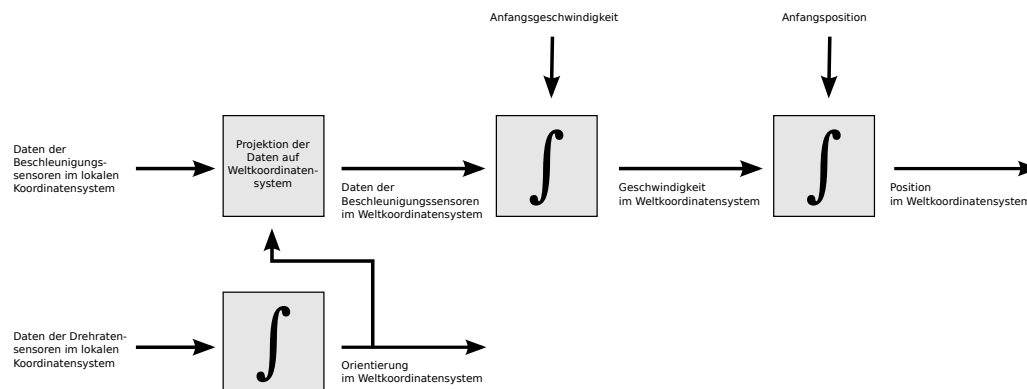 Anfangsgeschwindigkeit
Anfangsposition
Daten der
Beschleunigungs-
sensoren im lokalen
Koordinatensystem
Projektion der
Daten auf
Weltkoordinaten-
system
Daten der
Beschleunigungssensoren
im Weltkoordinatensystem
∫
Geschwindigkeit
im Weltkoordinatensystem
∫
Position
im Weltkoordinatensystem
Daten der Drehraten-
sensoren im lokalen
Koordinatensystem
∫
Orientierung
im Weltkoordinatensystem